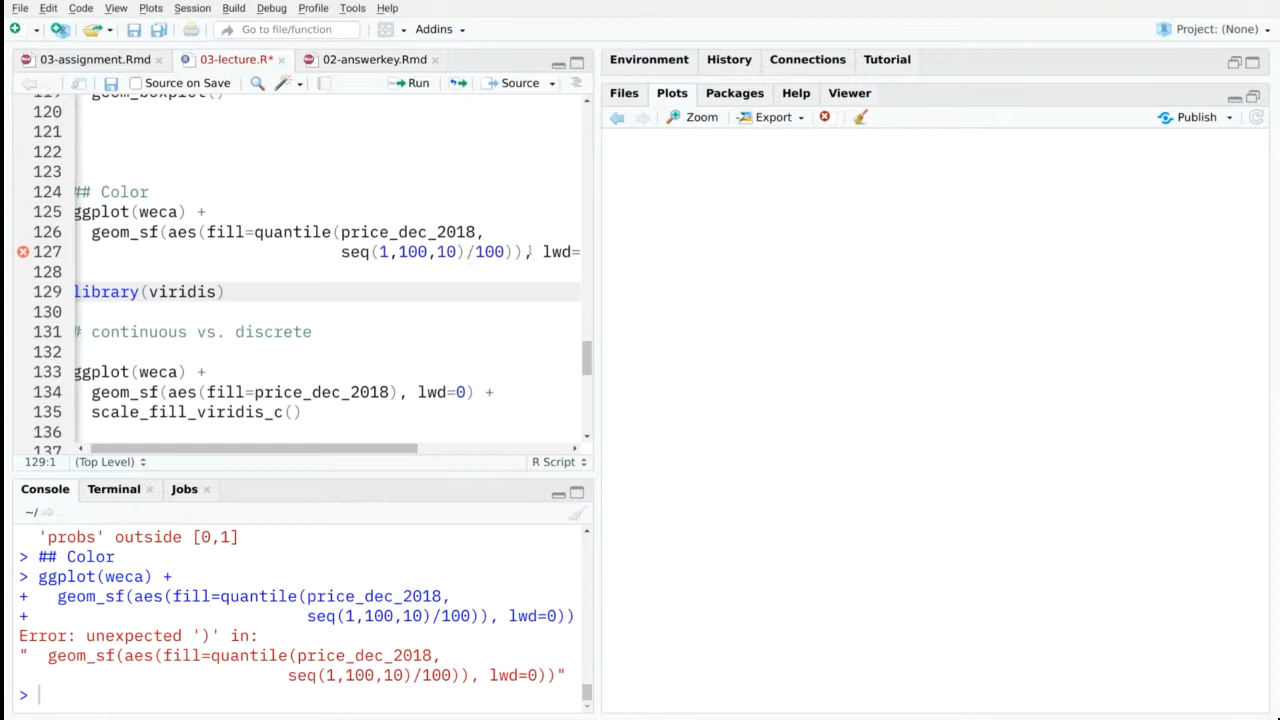 File Edit Code View Plots Session Build Debug Profile Tools Help
Go to file/function
Addins
Project: (None)
03-assignment.Rmd
03-lecture.R*
02-answerkey.Rmd
Source on Save
Run
Source
119 geom_boxplot()
120
121
122
123
124 ## Color
125 ggplot(weca) +
126 geom_sf(aes(fill=quantile(price_dec_2018,
127 seq(1,100,10)/100)), lwd=
128
129 library(viridis)
130
131 # continuous vs. discrete
132
133 ggplot(weca) +
134 geom_sf(aes(fill=price_dec_2018), lwd=0) +
135 scale_fill_viridis_c()
136
137
129:1 (Top Level) R Script
Console Terminal Jobs
~/
'probs' outside [0,1]
> ## Color
> ggplot(weca) +
+ geom_sf(aes(fill=quantile(price_dec_2018,
+ seq(1,100,10)/100)), lwd=0))
Error: unexpected ')' in:
" geom_sf(aes(fill=quantile(price_dec_2018,
seq(1,100,10)/100)), lwd=0))"
>
Environment History Connections Tutorial
Files Plots Packages Help Viewer
Zoom Export Publish